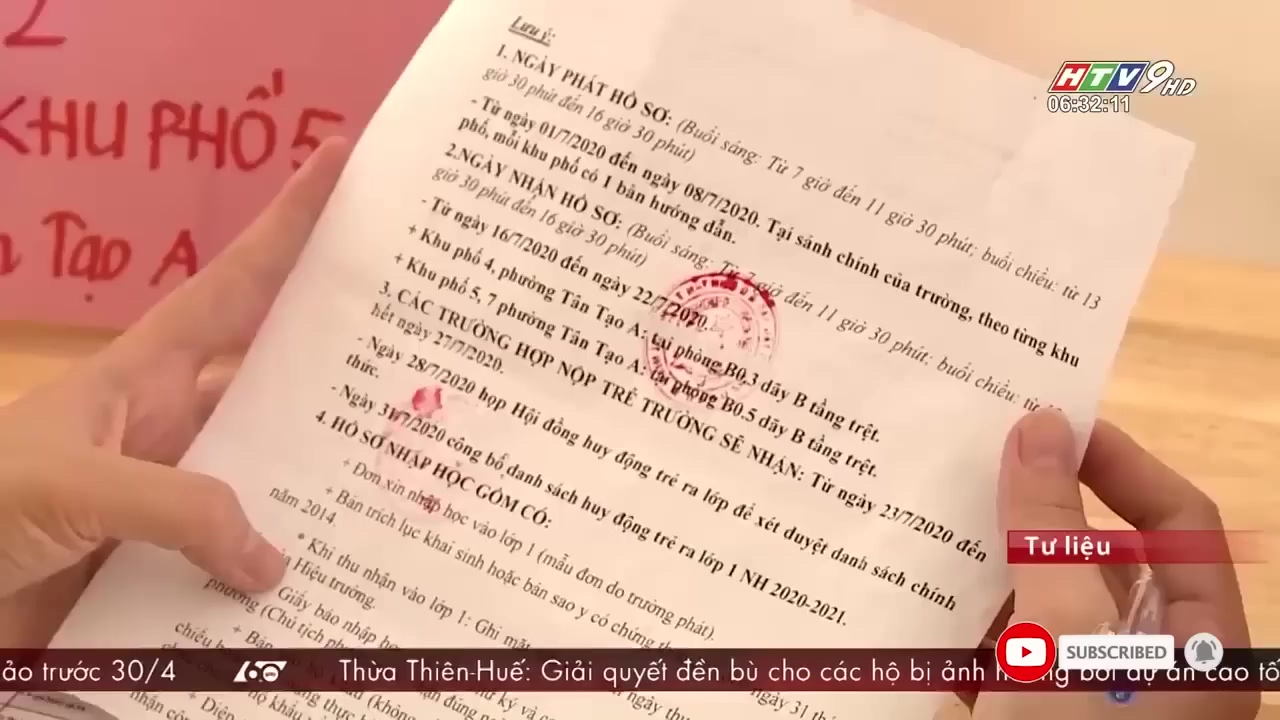 2
KHU PHỐ 5
Tạo A
HTV9 HD
06:32:11
Lưu ý:
1. NGÀY PHÁT HỒ SƠ: (Buổi sáng: Từ 7 giờ đến 11 giờ 30 phút; buổi chiều: từ 13
giờ 30 phút đến 16 giờ 30 phút)
- Từ ngày 01/7/2020 đến ngày 08/7/2020. Tại sánh chính của trường, theo từng khu
phố, mỗi khu phố có 1 bản hướng dẫn.
2.NGÀY NHẬN HỒ SƠ: (Buổi sáng: Từ 7 giờ đến 11 giờ 30 phút; buổi chiều: từ
giờ 30 phút đến 16 giờ 30 phút)
- Từ ngày 16/7/2020 đến ngày 22/7/2020.
+ Khu phố 4, phường Tân Tạo A: tại phòng B0.3 dãy B tầng trệt.
+ Khu phố 5, 7 phường Tân Tạo A: tại phòng B0.5 dãy B tầng trệt.
3. CÁC TRƯỜNG HỢP NỘP TRỄ TRƯỜNG SẼ NHẬN: Từ ngày 23/7/2020 đến
hết ngày 27/7/2020.
- Ngày 28/7/2020 họp Hội đồng huy động trẻ ra lớp để xét duyệt danh sách chính
thức.
- Ngày 31/7/2020 công bố danh sách huy động trẻ ra lớp 1 NH 2020-2021.
4. HỒ SƠ NHẬP HỌC GỒM CÓ:
+ Đơn xin nhập học vào lớp 1 (mẫu đơn do trường phát).
+ Bản trích lục khai sinh hoặc bản sao y có chứng
năm 2014.
* Khi thu nhận vào lớp 1: Ghi
Hiệu trưởng.
Giấy báo nhập
phương (Chủ tịch
+ Bản
ngày 31
+ Diện
Tư liệu
SUBSCRIBED
ảo trước 30/4
60
Thừa Thiên-Huế: Giải quyết đền bù cho các hộ bị ảnh
bởi dự án cao tố